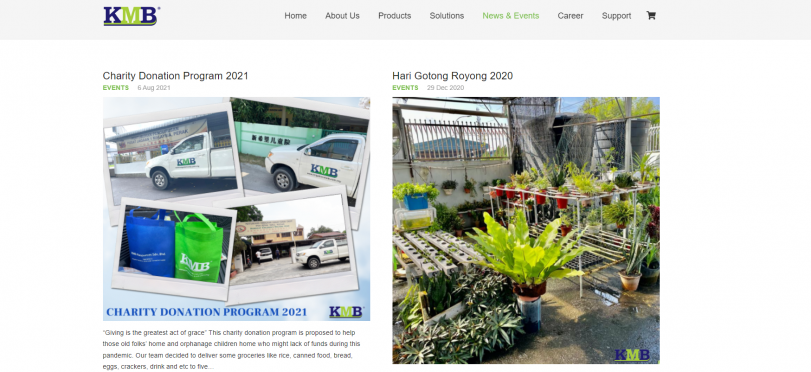 KMB
Home About Us Products Solutions News & Events Career Support
Charity Donation Program 2021
EVENTS 6 Aug 2021
KMB
KMB
KMB
CHARITY DONATION PROGRAM 2021 KMB
"Giving is the greatest act of grace" This charity donation program is proposed to help
those old folks' home and orphanage children home who might lack of funds during this
pandemic. Our team decided to deliver some groceries like rice, canned food, bread,
eggs, crackers, drink and etc to five...
Hari Gotong Royong 2020
EVENTS 29 Dec 2020
KMB